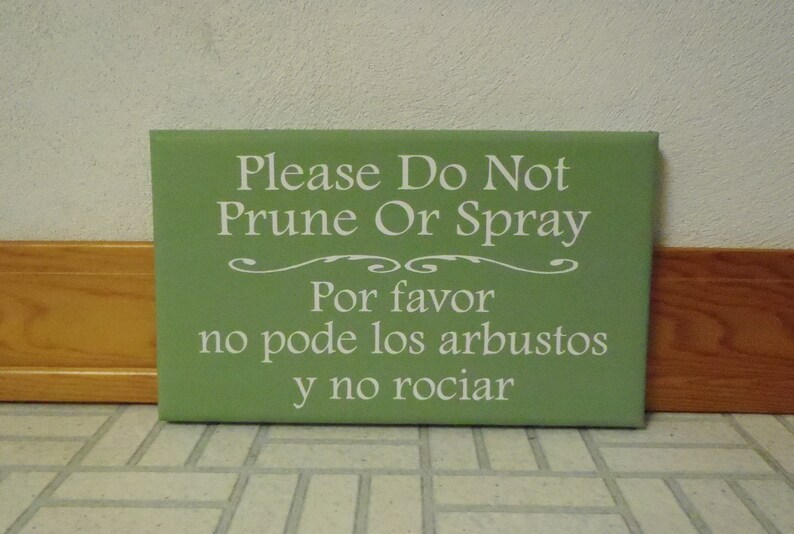 Please Do Not
Prune Or Spray
Por favor
no pode los arbustos
y no rociar